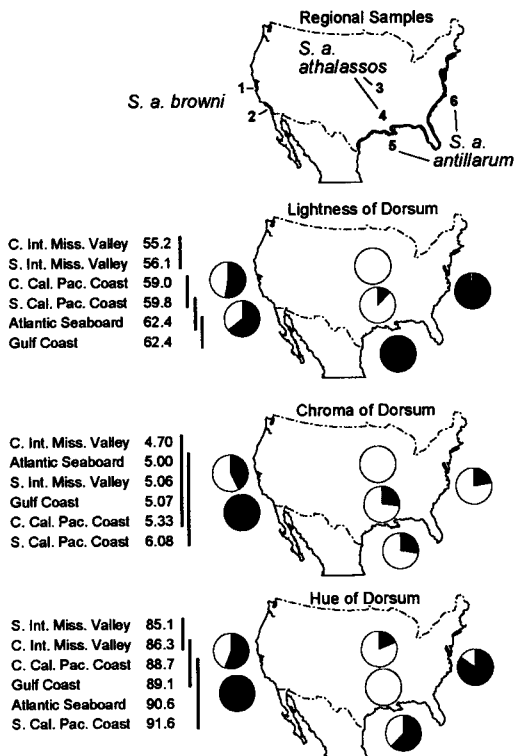 Regional Samples
S. a.
athalassos
3
1
S. a. browni
4
2
6
5
S. a.
antillarum
Lightness of Dorsum
C. Int. Miss. Valley 55.2
S. Int. Miss. Valley 56.1
C. Cal. Pac. Coast 59.0
S. Cal. Pac. Coast 59.8
Atlantic Seaboard 62.4
Gulf Coast 62.4
Chroma of Dorsum
C. Int. Miss. Valley 4.70
Atlantic Seaboard 5.00
S. Int. Miss. Valley 5.06
Gulf Coast 5.07
C. Cal. Pac. Coast 5.33
S. Cal. Pac. Coast 6.08
Hue of Dorsum
S. Int. Miss. Valley 85.1
C. Int. Miss. Valley 86.3
C. Cal. Pac. Coast 88.7
Gulf Coast 89.1
Atlantic Seaboard 90.6
S. Cal. Pac. Coast 91.6